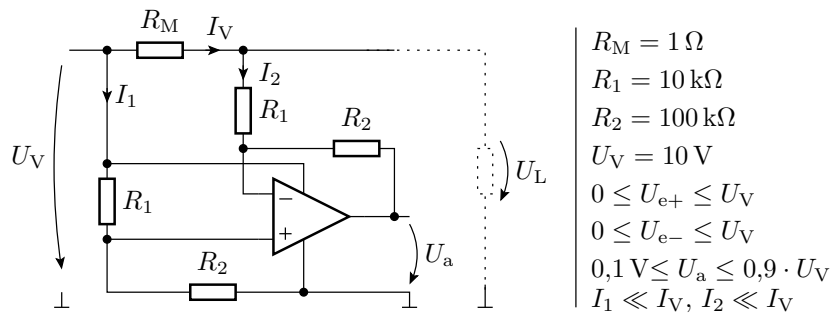 R_M I_V
I_2
I_1 R_1 R_2
U_V U_L
R_1 −
+ U_a
R_2
R_M = 1 Ω
R_1 = 10 kΩ
R_2 = 100 kΩ
U_V = 10 V
0 ≤ U_e+ ≤ U_V
0 ≤ U_e− ≤ U_V
0,1 V ≤ U_a ≤ 0,9 · U_V
I_1 ≪ I_V, I_2 ≪ I_V